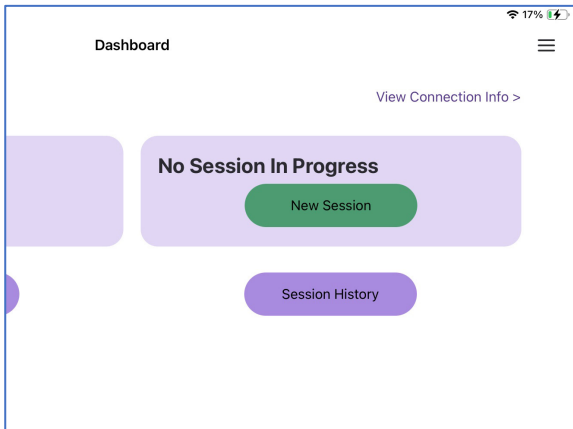 17%
Dashboard
View Connection Info >
No Session In Progress
New Session
Session History